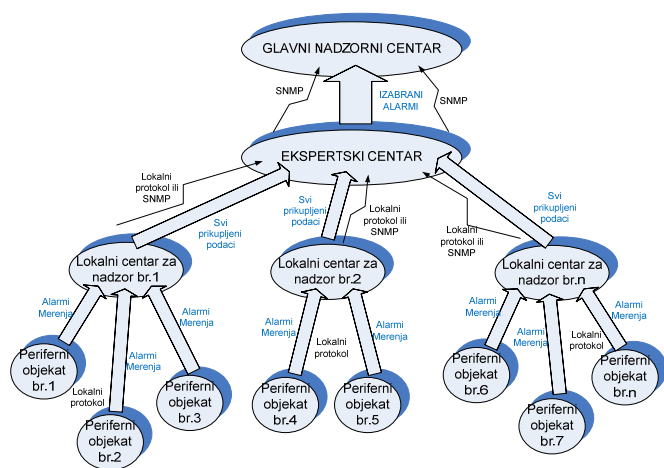 GLAVNI NADZORNI CENTAR
SNMP
IZABRANI
ALARMI
SNMP
EKSPERTSKI CENTAR
Lokalni
protokol ili
SNMP
Svi
prikupljeni
podaci
Svi
prikupljeni
podaci
Lokalni
protokol ili
SNMP
Lokalni
protokol ili
SNMP
Svi
prikupljeni
podaci
Lokalni centar za
nadzor br.1
Lokalni centar za
nadzor br.2
Lokalni centar za
nadzor br.n
Alarmi
Merenja
Alarmi
Merenja
Alarmi
Merenja
Lokalni
protokol
Alarmi
Merenja
Lokalni
protokol
Alarmi
Merenja
Alarmi
Merenja
Alarmi
Merenja
Alarmi
Merenja
Lokalni
protokol
Periferni
objekat
br.1
Periferni
objekat
br.2
Periferni
objekat
br.3
Periferni
objekat
br.4
Periferni
objekat
br.5
Periferni
objekat
br.6
Periferni
objekat
br.7
Periferni
objekat
br.n